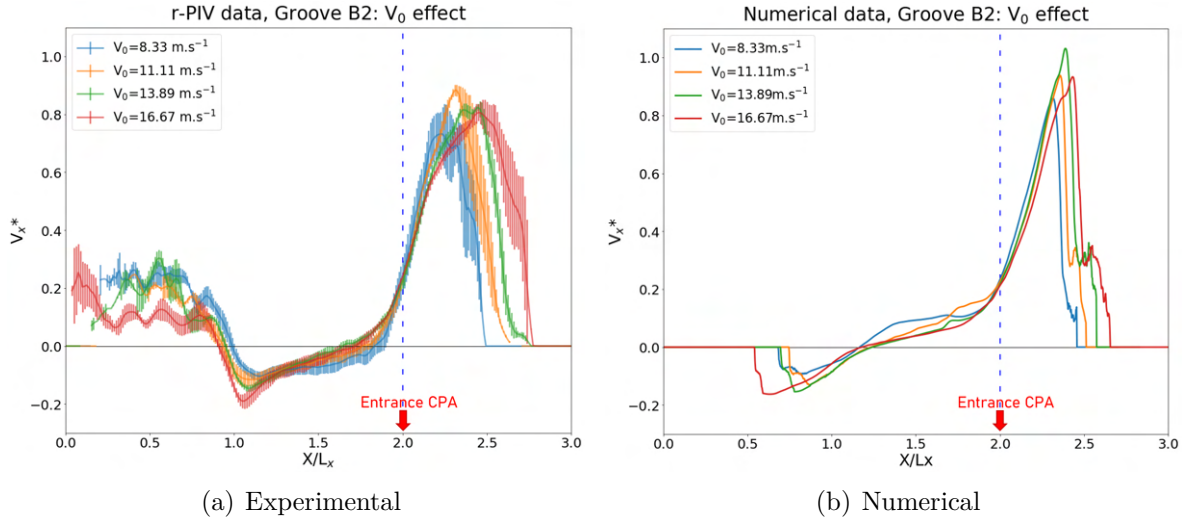 r-PIV data, Groove B2: V₀ effect
V₀=8.33 m.s⁻¹
V₀=11.11 m.s⁻¹
V₀=13.89 m.s⁻¹
V₀=16.67 m.s⁻¹
1.0
0.8
0.6
0.4
0.2
0.0
−0.2
Vₓ*
Entrance CPA
0.0 0.5 1.0 1.5 2.0 2.5 3.0
X/Lₓ
(a) Experimental
Numerical data, Groove B2: V₀ effect
V₀=8.33m.s⁻¹
V₀=11.11m.s⁻¹
V₀=13.89m.s⁻¹
V₀=16.67m.s⁻¹
1.0
0.8
0.6
0.4
0.2
0.0
−0.2
Vₓ*
Entrance CPA
0.0 0.5 1.0 1.5 2.0 2.5 3.0
X/Lx
(b) Numerical